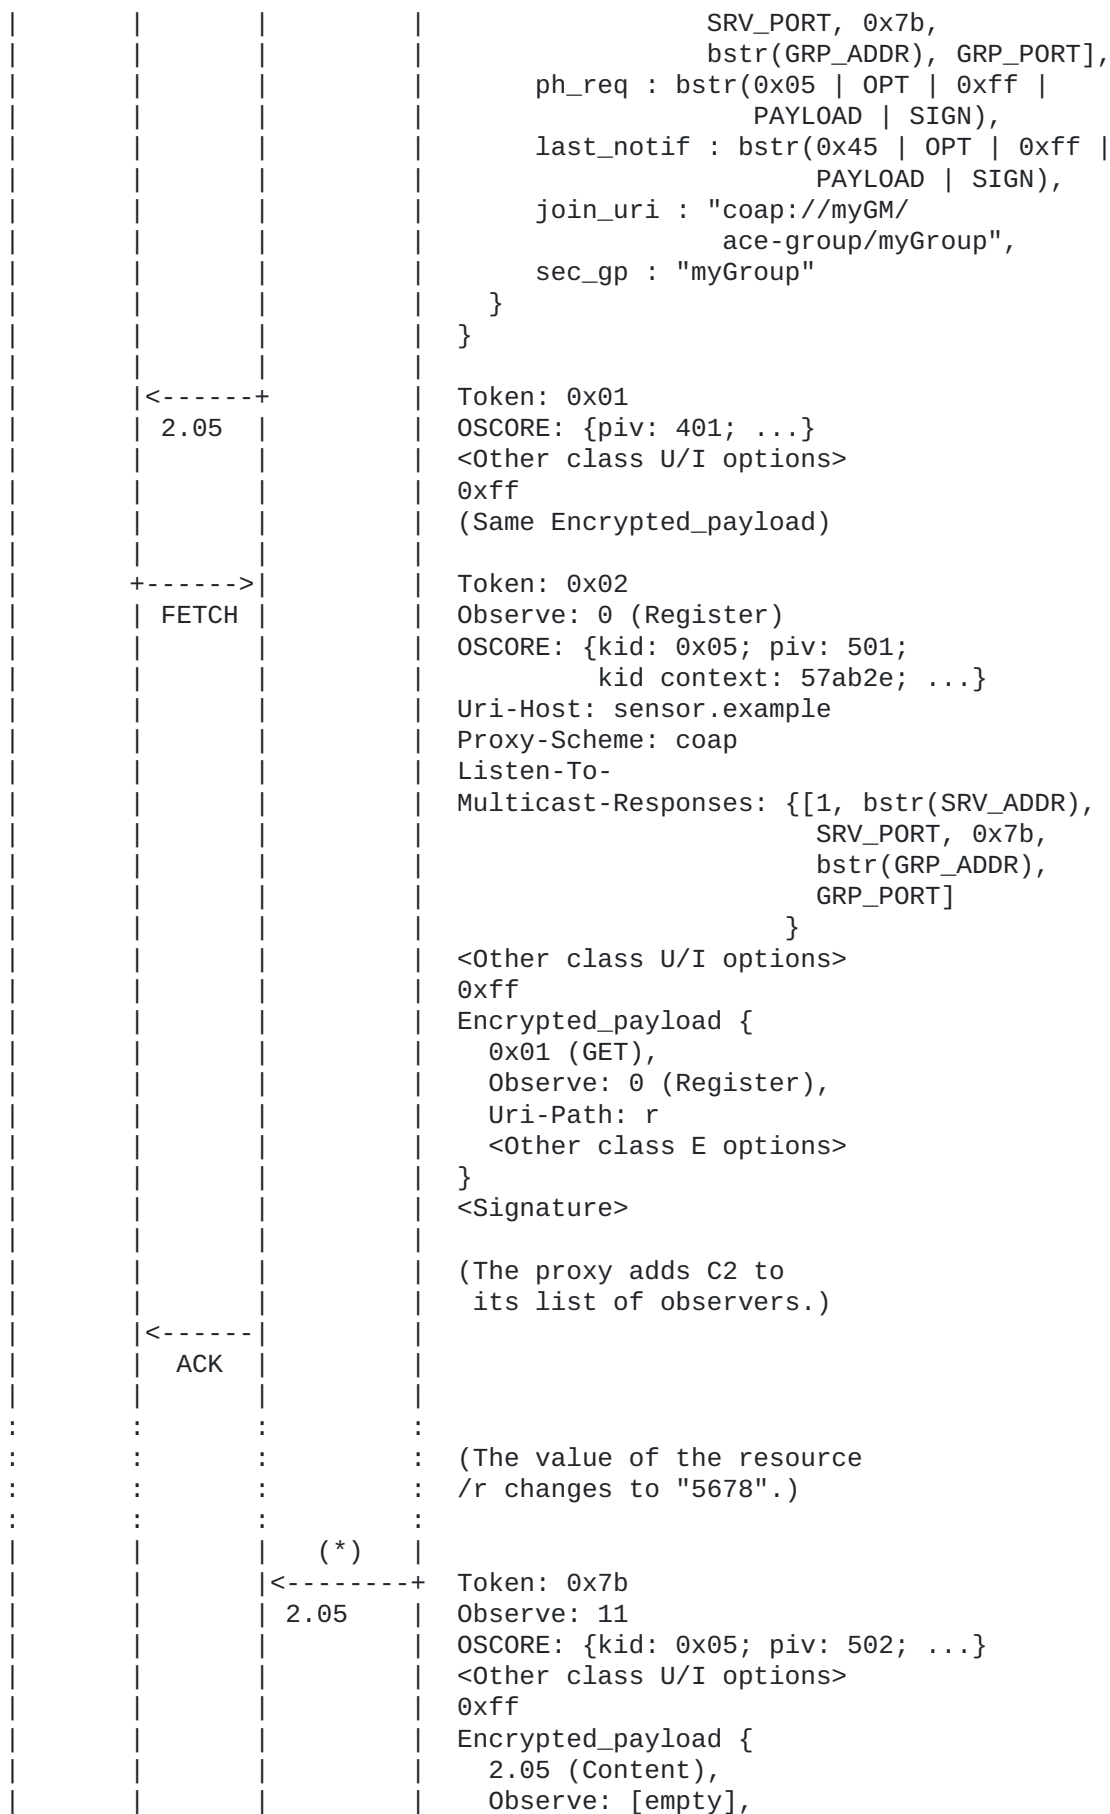 |       |       |         |                  SRV_PORT, 0x7b,
|       |       |         |                  bstr(GRP_ADDR), GRP_PORT],
|       |       |         |       ph_req : bstr(0x05 | OPT | 0xff |
|       |       |         |                     PAYLOAD | SIGN),
|       |       |         |       last_notif : bstr(0x45 | OPT | 0xff |
|       |       |         |                         PAYLOAD | SIGN),
|       |       |         |       join_uri : "coap://myGM/
|       |       |         |                   ace-group/myGroup",
|       |       |         |       sec_gp : "myGroup"
|       |       |         |    }
|       |       |         |  }
|       |       |         |
|       |<------+         |  Token: 0x01
|       | 2.05  |         |  OSCORE: {piv: 401; ...}
|       |       |         |  <Other class U/I options>
|       |       |         |  0xff
|       |       |         |  (Same Encrypted_payload)
|       |       |         |
|       +------>|         |  Token: 0x02
|       | FETCH |         |  Observe: 0 (Register)
|       |       |         |  OSCORE: {kid: 0x05; piv: 501;
|       |       |         |           kid context: 57ab2e; ...}
|       |       |         |  Uri-Host: sensor.example
|       |       |         |  Proxy-Scheme: coap
|       |       |         |  Listen-To-
|       |       |         |  Multicast-Responses: {[1, bstr(SRV_ADDR),
|       |       |         |                         SRV_PORT, 0x7b,
|       |       |         |                         bstr(GRP_ADDR),
|       |       |         |                         GRP_PORT]
|       |       |         |                       }
|       |       |         |  <Other class U/I options>
|       |       |         |  0xff
|       |       |         |  Encrypted_payload {
|       |       |         |    0x01 (GET),
|       |       |         |    Observe: 0 (Register),
|       |       |         |    Uri-Path: r
|       |       |         |    <Other class E options>
|       |       |         |  }
|       |       |         |  <Signature>
|       |       |         |
|       |       |         |  (The proxy adds C2 to
|       |       |         |   its list of observers.)
|       |<------|         |
|       |  ACK  |         |
|       |       |         |
:       :       :         :
:       :       :         :  (The value of the resource
:       :       :         :  /r changes to "5678".)
:       :       :         :
|       |       |   (*)   |
|       |       |<--------+  Token: 0x7b
|       |       | 2.05    |  Observe: 11
|       |       |         |  OSCORE: {kid: 0x05; piv: 502; ...}
|       |       |         |  <Other class U/I options>
|       |       |         |  0xff
|       |       |         |  Encrypted_payload {
|       |       |         |    2.05 (Content),
|       |       |         |    Observe: [empty],